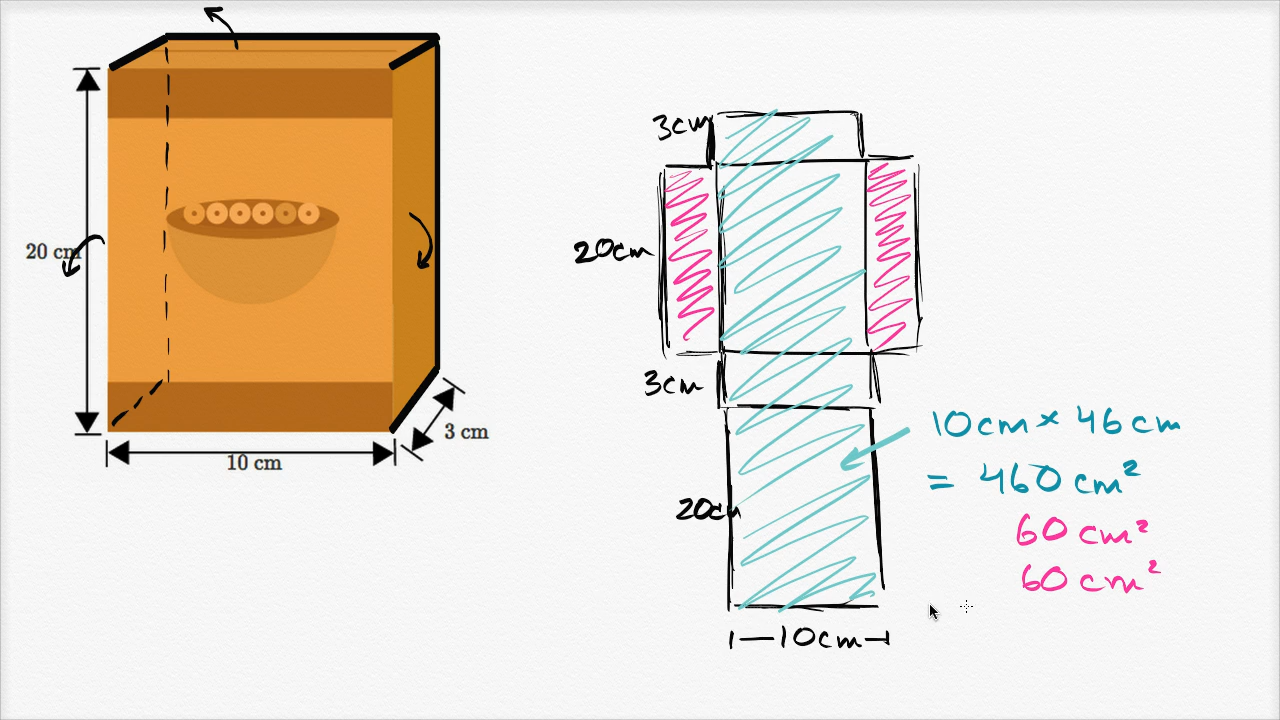 20 cm
10 cm
3 cm
3cm
20cm
3cm
20cm
10cm
10cm × 46cm
= 460 cm²
60 cm²
60 cm²